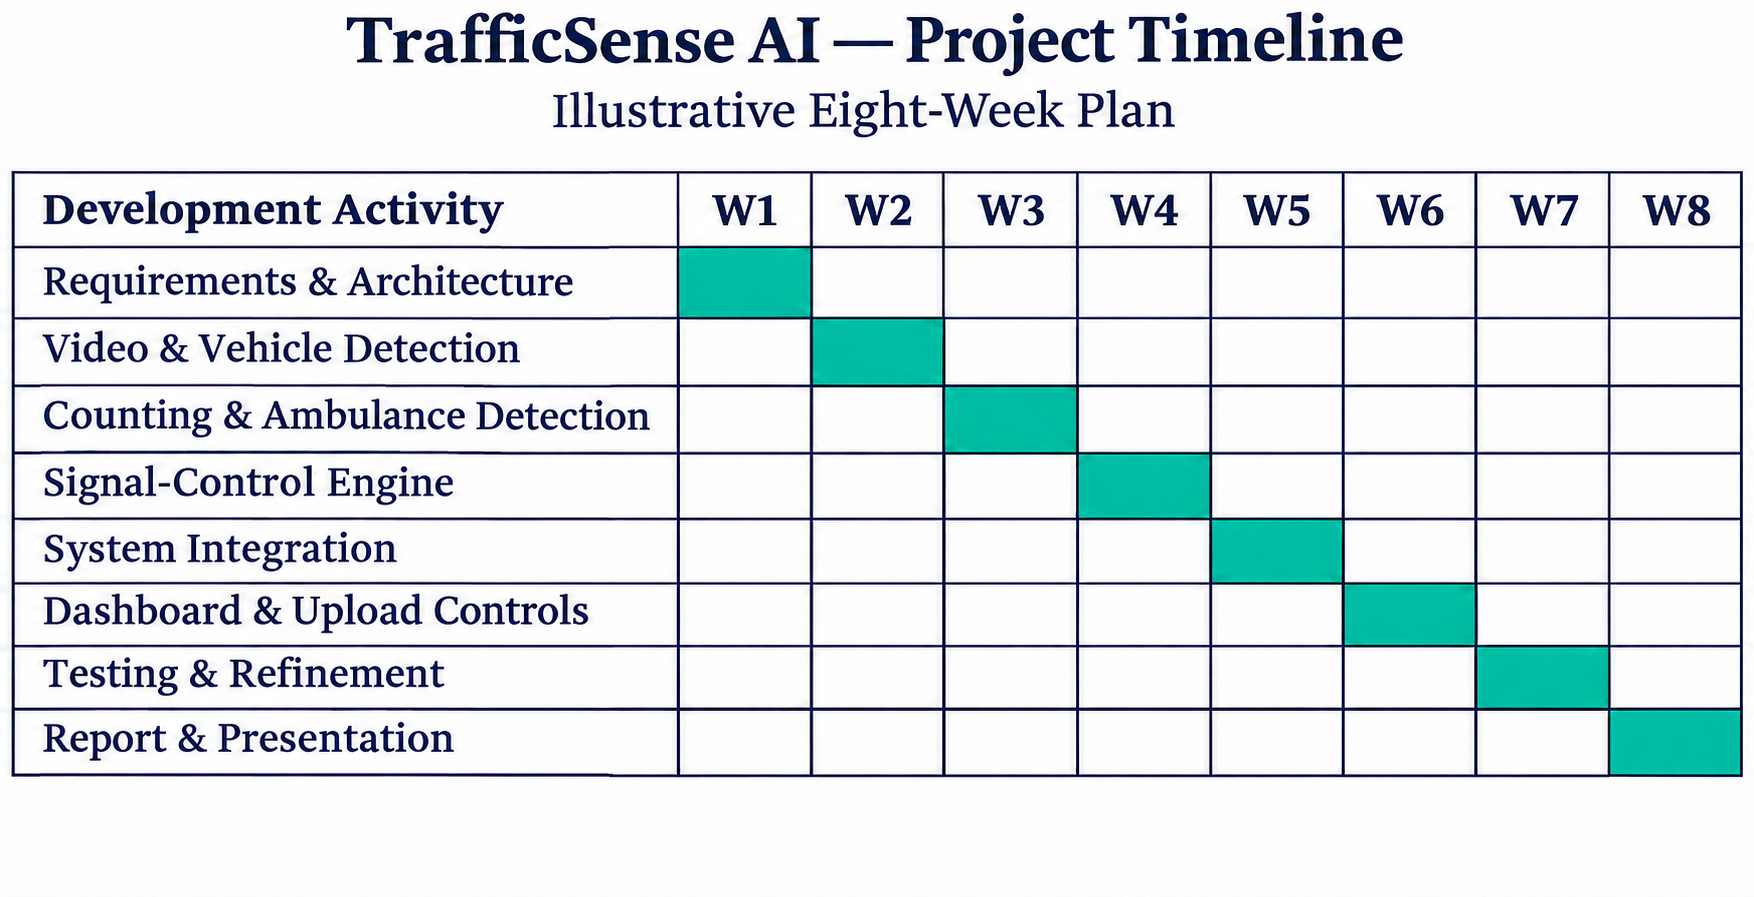 TrafficSense AI — Project Timeline
Illustrative Eight-Week Plan
Development Activity W1 W2 W3 W4 W5 W6 W7 W8
Requirements & Architecture
Video & Vehicle Detection
Counting & Ambulance Detection
Signal-Control Engine
System Integration
Dashboard & Upload Controls
Testing & Refinement
Report & Presentation